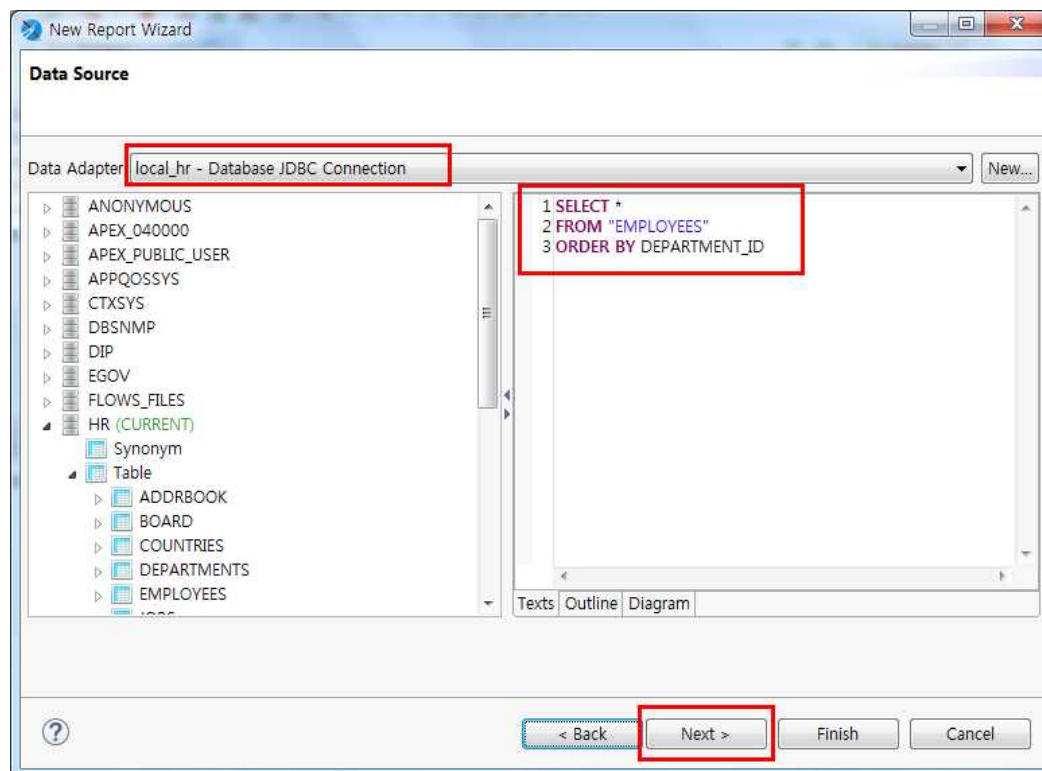 New Report Wizard
Data Source
Data Adapter local_hr - Database JDBC Connection New...
ANONYMOUS
APEX_040000
APEX_PUBLIC_USER
APPQOSSYS
CTXSYS
DBSNMP
DIP
EGOV
FLOWS_FILES
HR (CURRENT)
Synonym
Table
ADDRBOOK
BOARD
COUNTRIES
DEPARTMENTS
EMPLOYEES
1 SELECT *
2 FROM "EMPLOYEES"
3 ORDER BY DEPARTMENT_ID
Texts Outline Diagram
? < Back Next > Finish Cancel